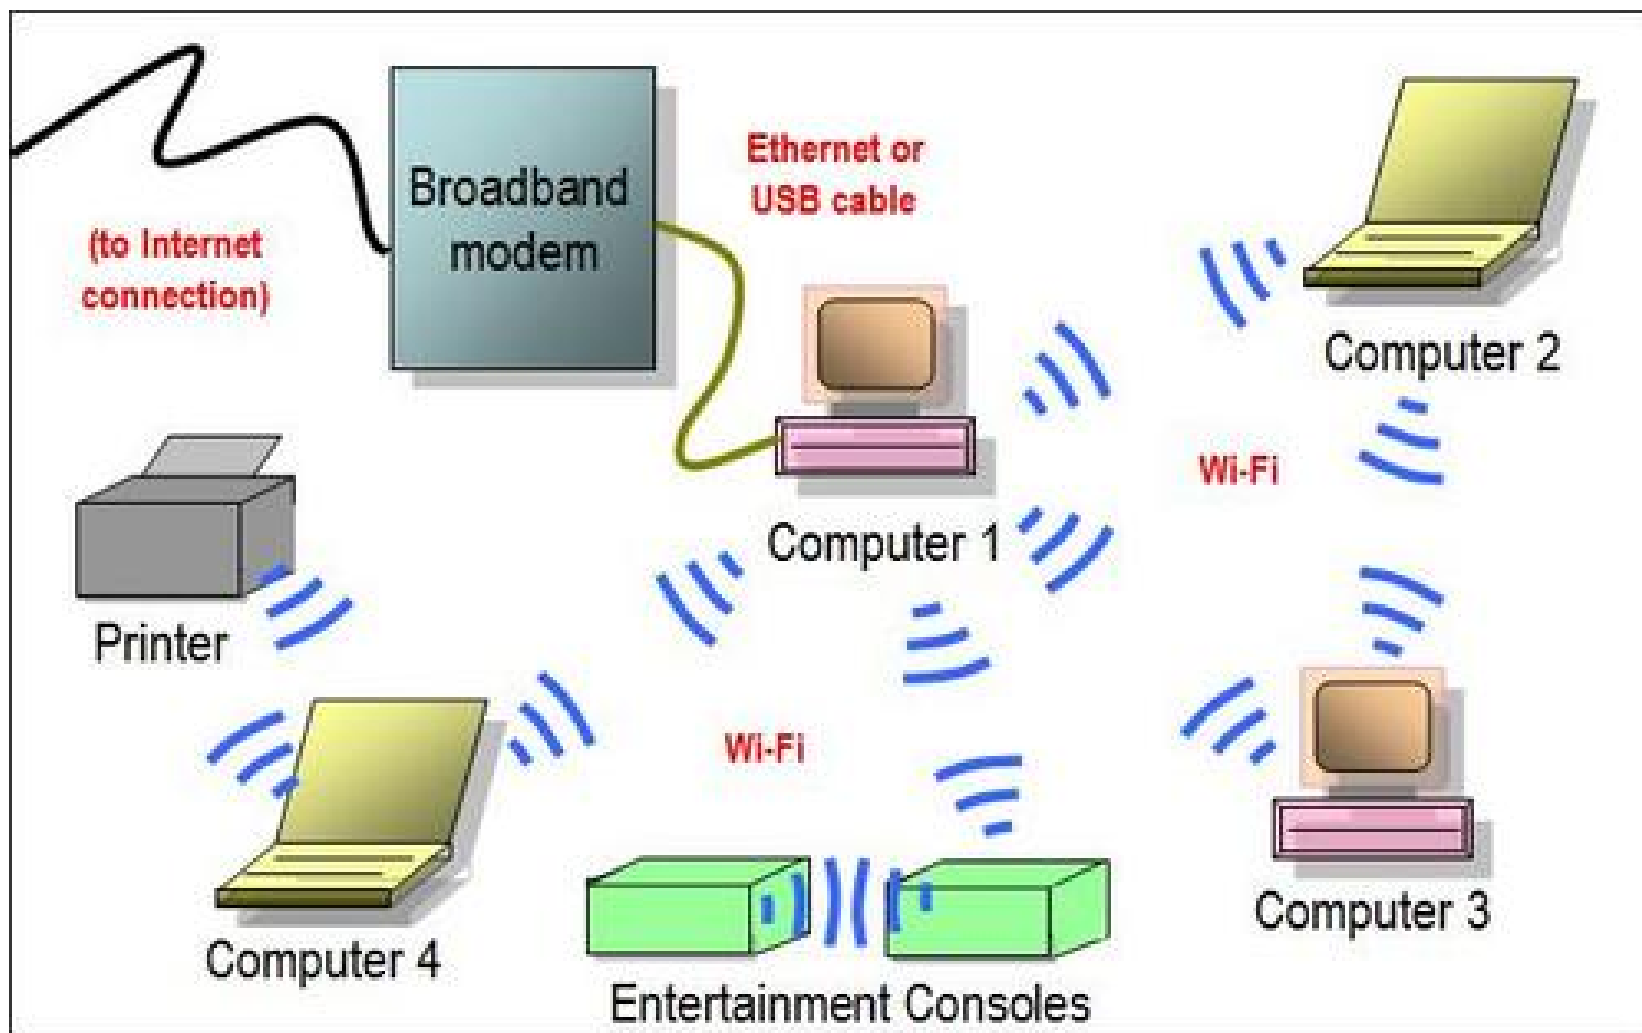 Broadband
modem
Ethernet or
USB cable
(to Internet
connection)
Computer 2
Wi-Fi
Computer 1
Printer
Wi-Fi
Computer 3
Computer 4
Entertainment Consoles